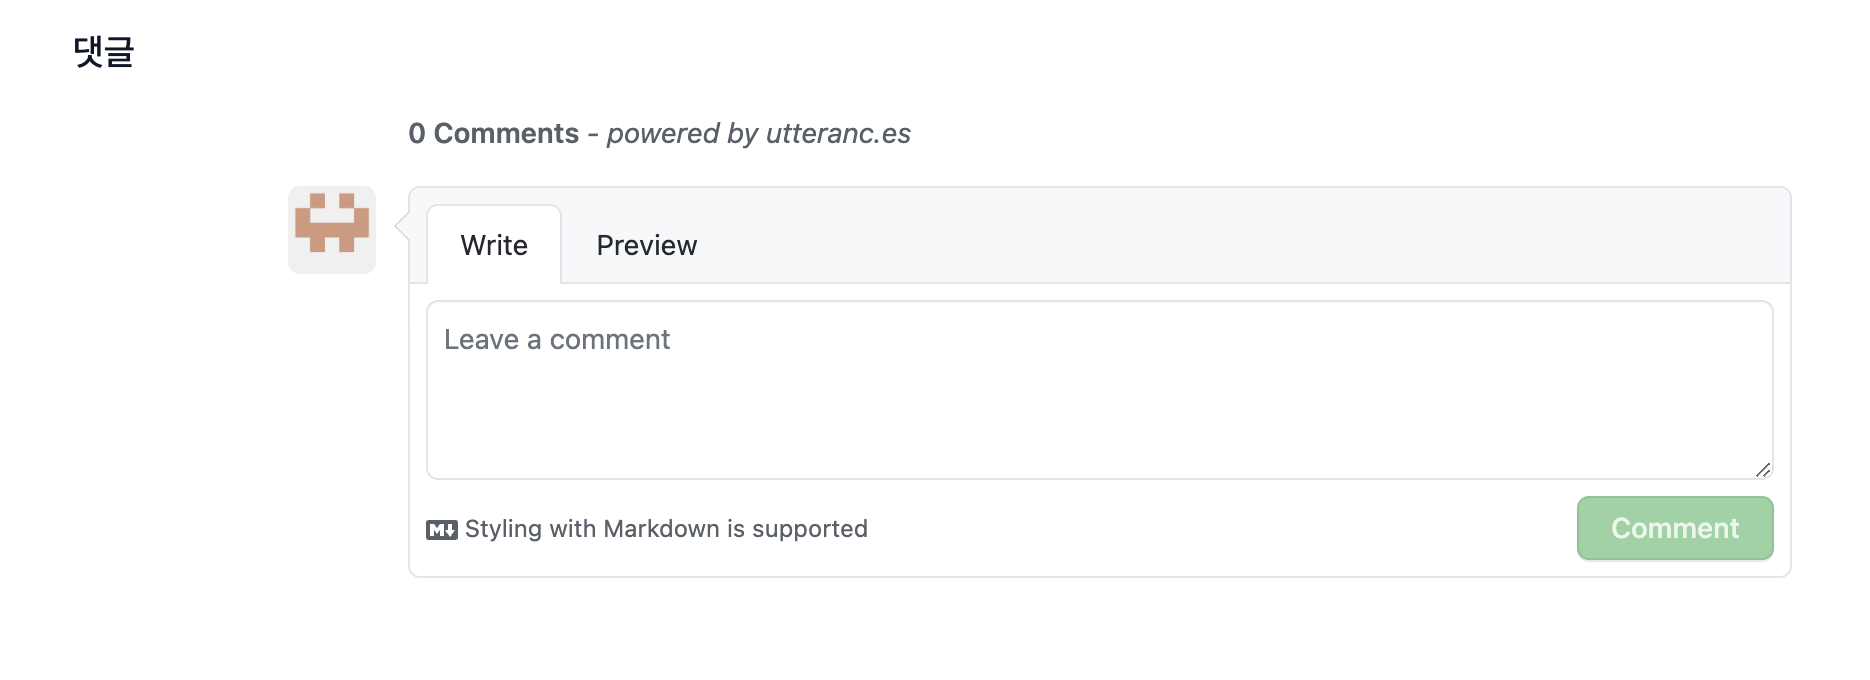 댓글
0 Comments - powered by utteranc.es
Write Preview
Leave a comment
M↓ Styling with Markdown is supported
Comment